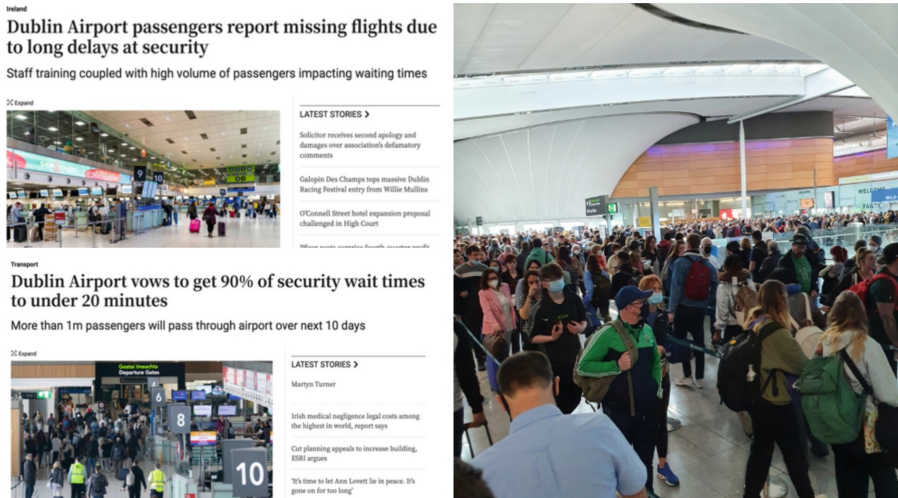 Ireland
Dublin Airport passengers report missing flights due
to long delays at security
Staff training coupled with high volume of passengers impacting waiting times
Expand
9
10
LATEST STORIES
Solicitor receives second apology and
damages over association's defamatory
comments
Galopin Des Champs tops massive Dublin
Racing Festival entry from Willie Mullins
O'Connell Street hotel expansion proposal
challenged in High Court
Transport
Dublin Airport vows to get 90% of security wait times
to under 20 minutes
More than 1m passengers will pass through airport over next 10 days
Expand
Geataí Imeachta
Departure Gates
6
8
10
LATEST STORIES
Martyn Turner
Irish medical negligence legal costs among
the highest in world, report says
Cut planning appeals to increase building,
ESRI argues
'It's time to let Ann Lovett lie in peace. It's
gone on for too long'